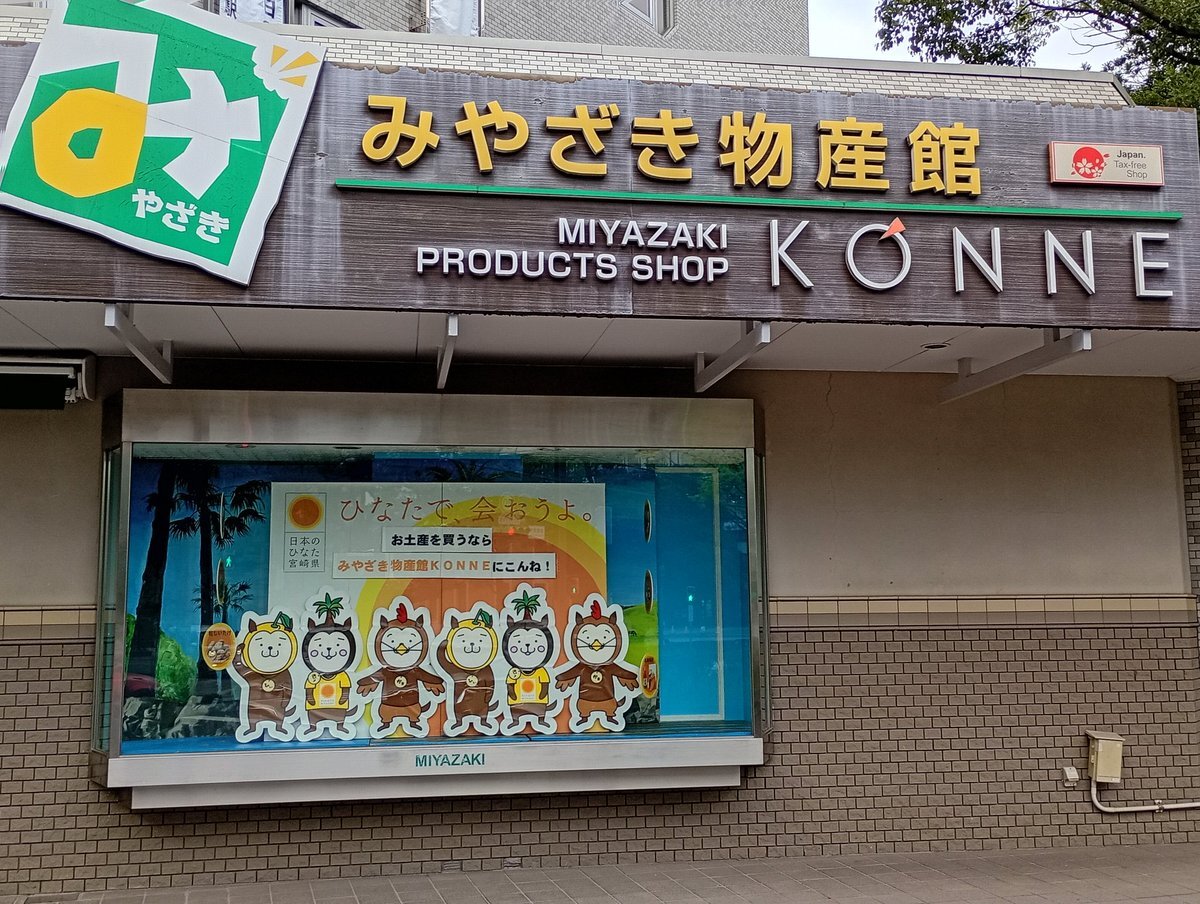 み
やざき
みやざき物産館
Japan.
Tax-free
Shop
MIYAZAKI
PRODUCTS SHOP
KONNE
ひなたで、会おうよ。
日本の
ひなた
宮崎県
お土産を買うなら
みやざき物産館KONNEにこんね！
MIYAZAKI